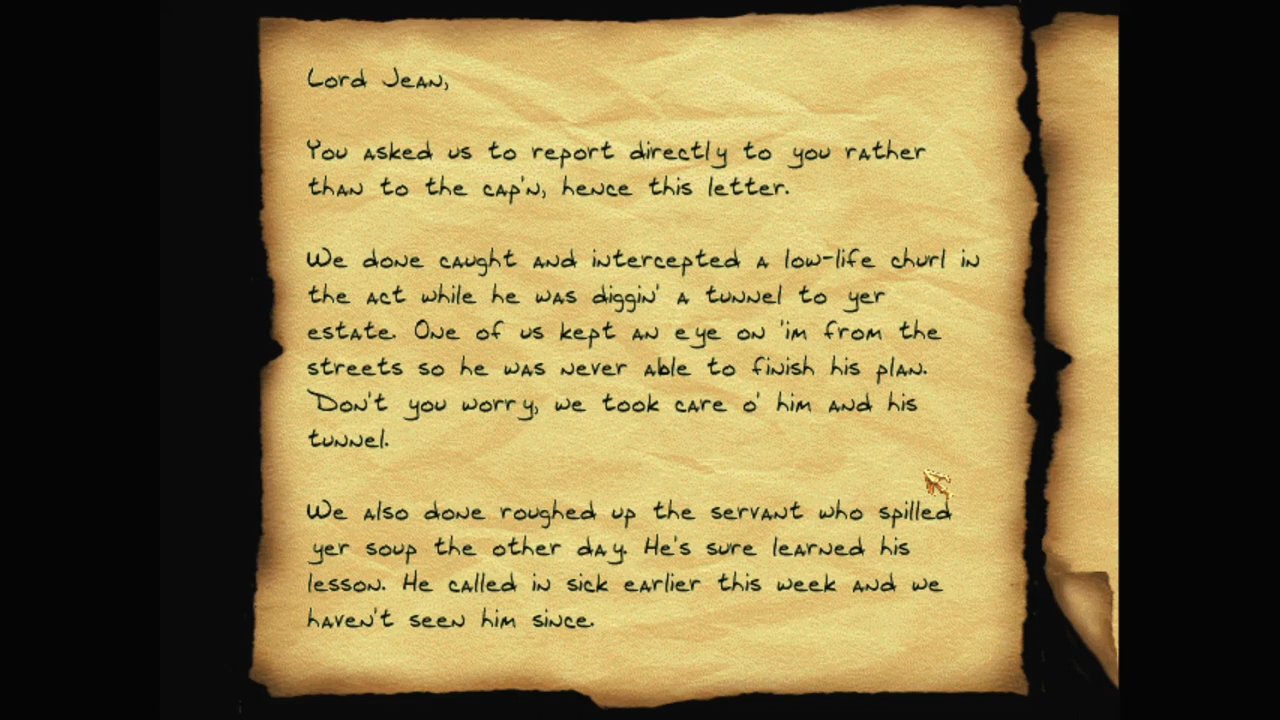 Lord Jean,
You asked us to report directly to you rather
than to the cap'n, hence this letter.
We done caught and intercepted a low-life churl in
the act while he was diggin' a tunnel to yer
estate. One of us kept an eye on 'im from the
streets so he was never able to finish his plan.
Don't you worry, we took care o' him and his
tunnel.
We also done roughed up the servant who spilled
yer soup the other day. He's sure learned his
lesson. He called in sick earlier this week and we
haven't seen him since.